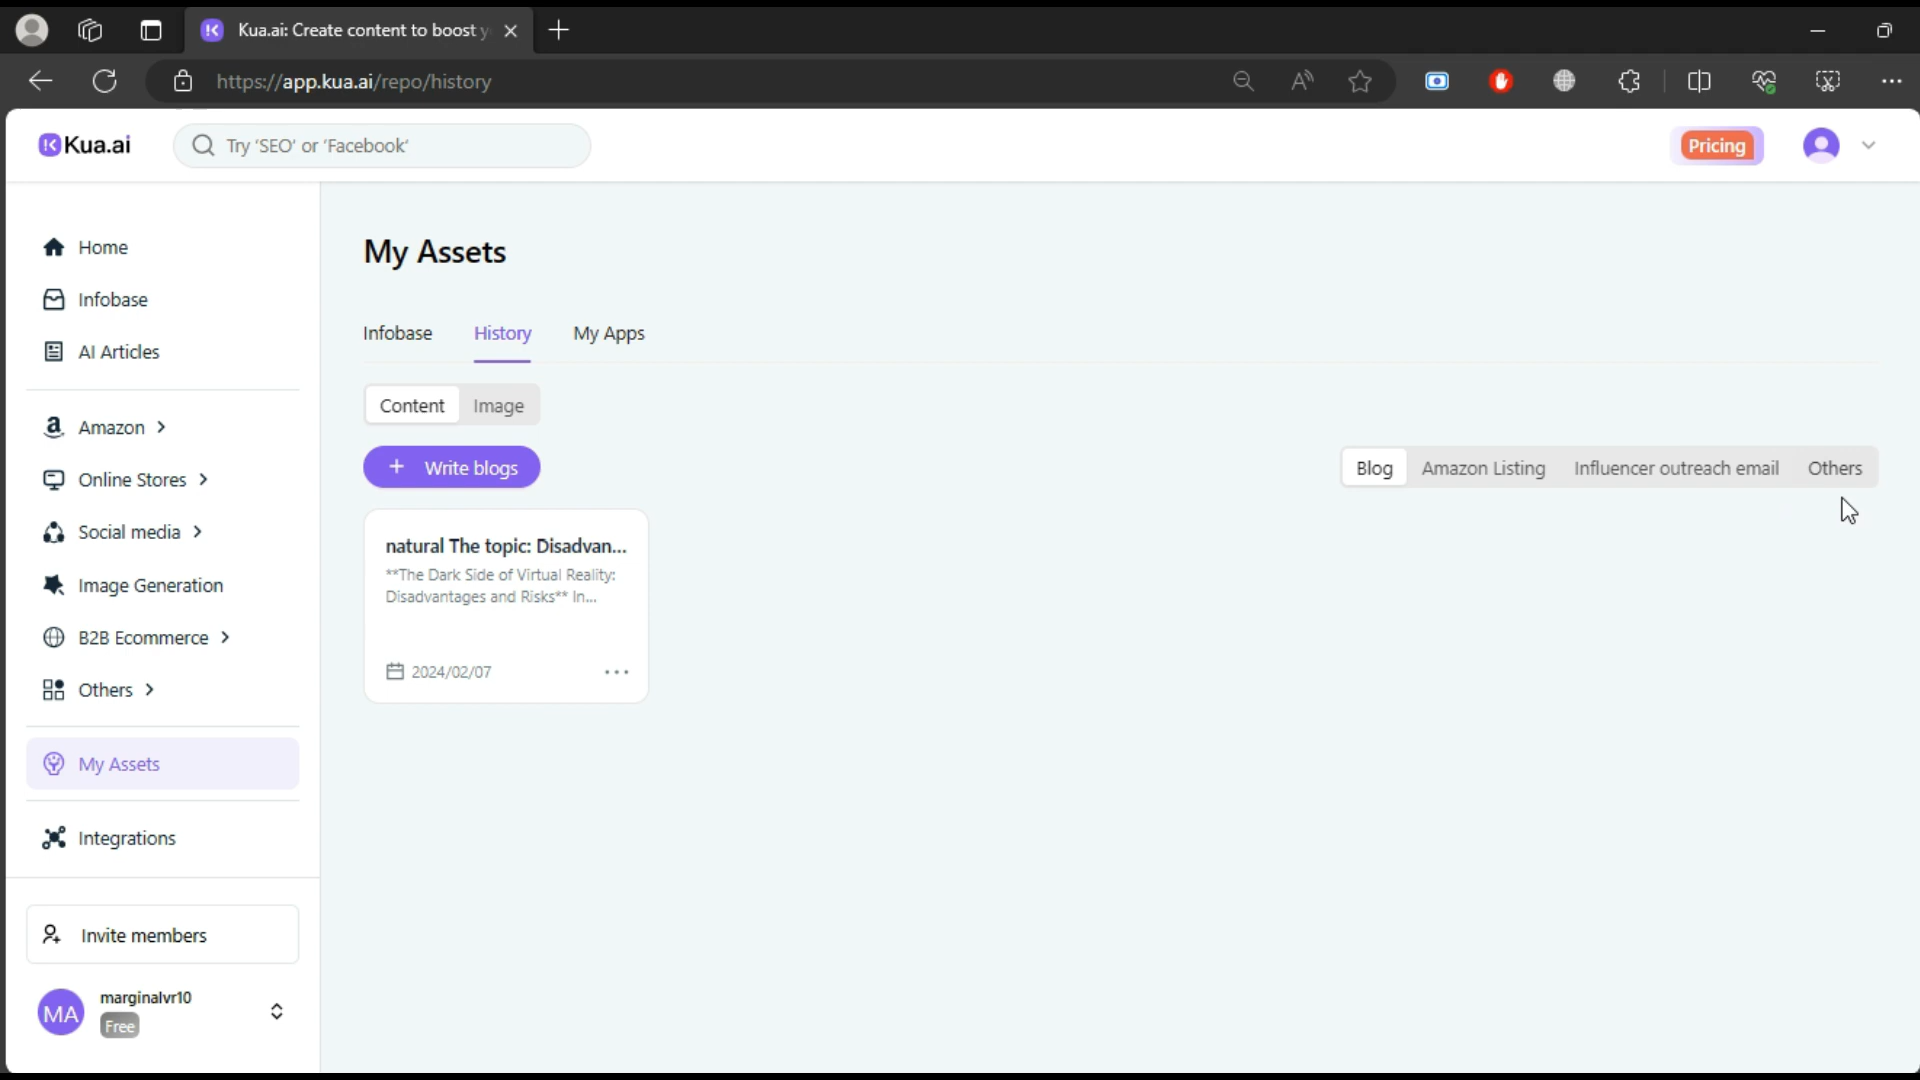 Kua.ai: Create content to boost y
https://app.kua.ai/repo/history
Kua.ai
Try 'SEO' or 'Facebook'
Pricing
Home
Infobase
AI Articles
Amazon
Online Stores
Social media
Image Generation
B2B Ecommerce
Others
My Assets
Integrations
Invite members
MA
marginalvr10
Free
My Assets
Infobase History My Apps
Content Image
+ Write blogs
Blog Amazon Listing Influencer outreach email Others
natural The topic: Disadvan...
**The Dark Side of Virtual Reality:
Disadvantages and Risks** In...
2024/02/07